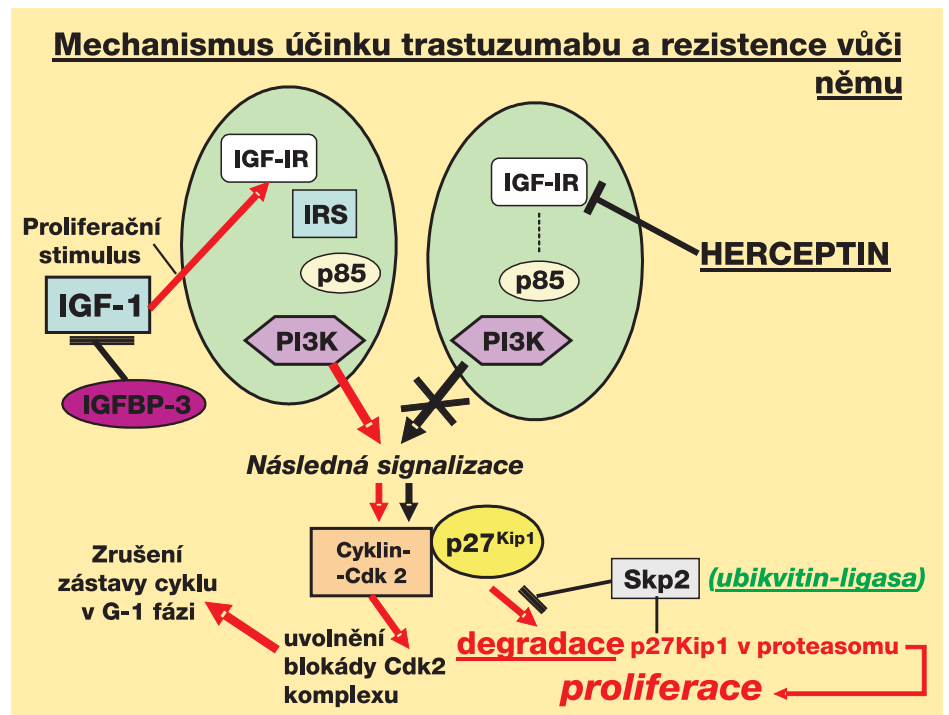 Mechanismus účinku trastuzumabu a rezistence vůči
němu
IGF-IR
IRS
p85
PI3K
Proliferační
stimulus
IGF-1
IGFBP-3
IGF-IR
p85
PI3K
HERCEPTIN
Následná signalizace
Cyklin-
-Cdk 2
p27Kip1
Skp2 (ubikvitin-ligasa)
Zrušení
zástavy cyklu
v G-1 fázi
uvolnění
blokády Cdk2
komplexu
degradace p27Kip1 v proteasomu
proliferace